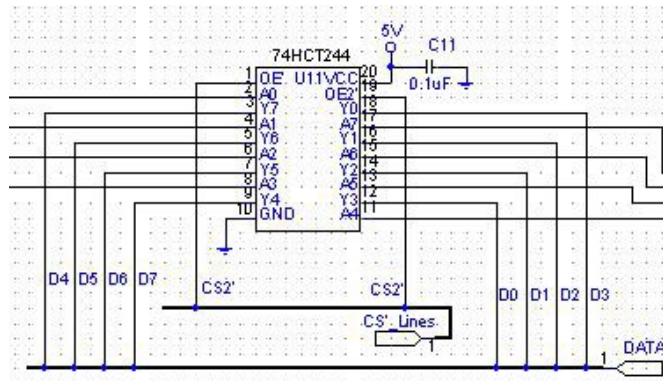 5V
C11
0.1uF
74HCT244
1 OE' U11 VCC 20
2 A0 OE2' 19
3 Y7 Y0 18
4 A1 A7 17
5 Y6 Y1 16
6 A2 A6 15
7 Y5 Y2 14
8 A3 A5 13
9 Y4 Y3 12
10 GND A4 11
D4 D5 D6 D7 CS2' CS2' D0 D1 D2 D3
CS'_Lines
1
1 DATA